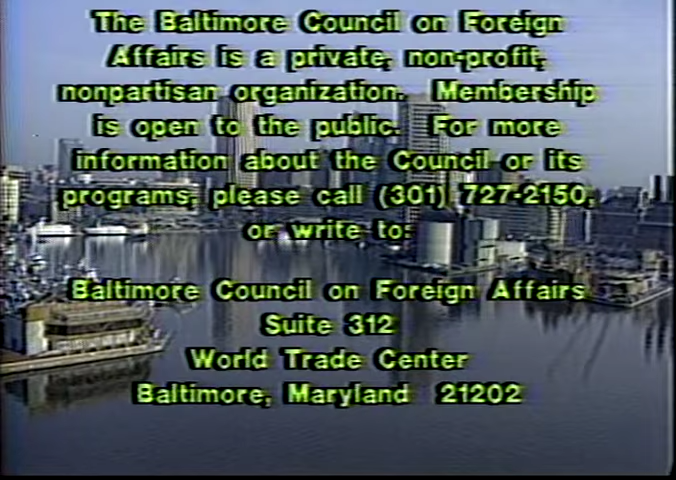 The Baltimore Council on Foreign
Affairs is a private, non-profit,
nonpartisan organization. Membership
is open to the public. For more
information about the Council or its
programs, please call (301) 727-2150,
or write to:
Baltimore Council on Foreign Affairs
Suite 312
World Trade Center
Baltimore, Maryland 21202